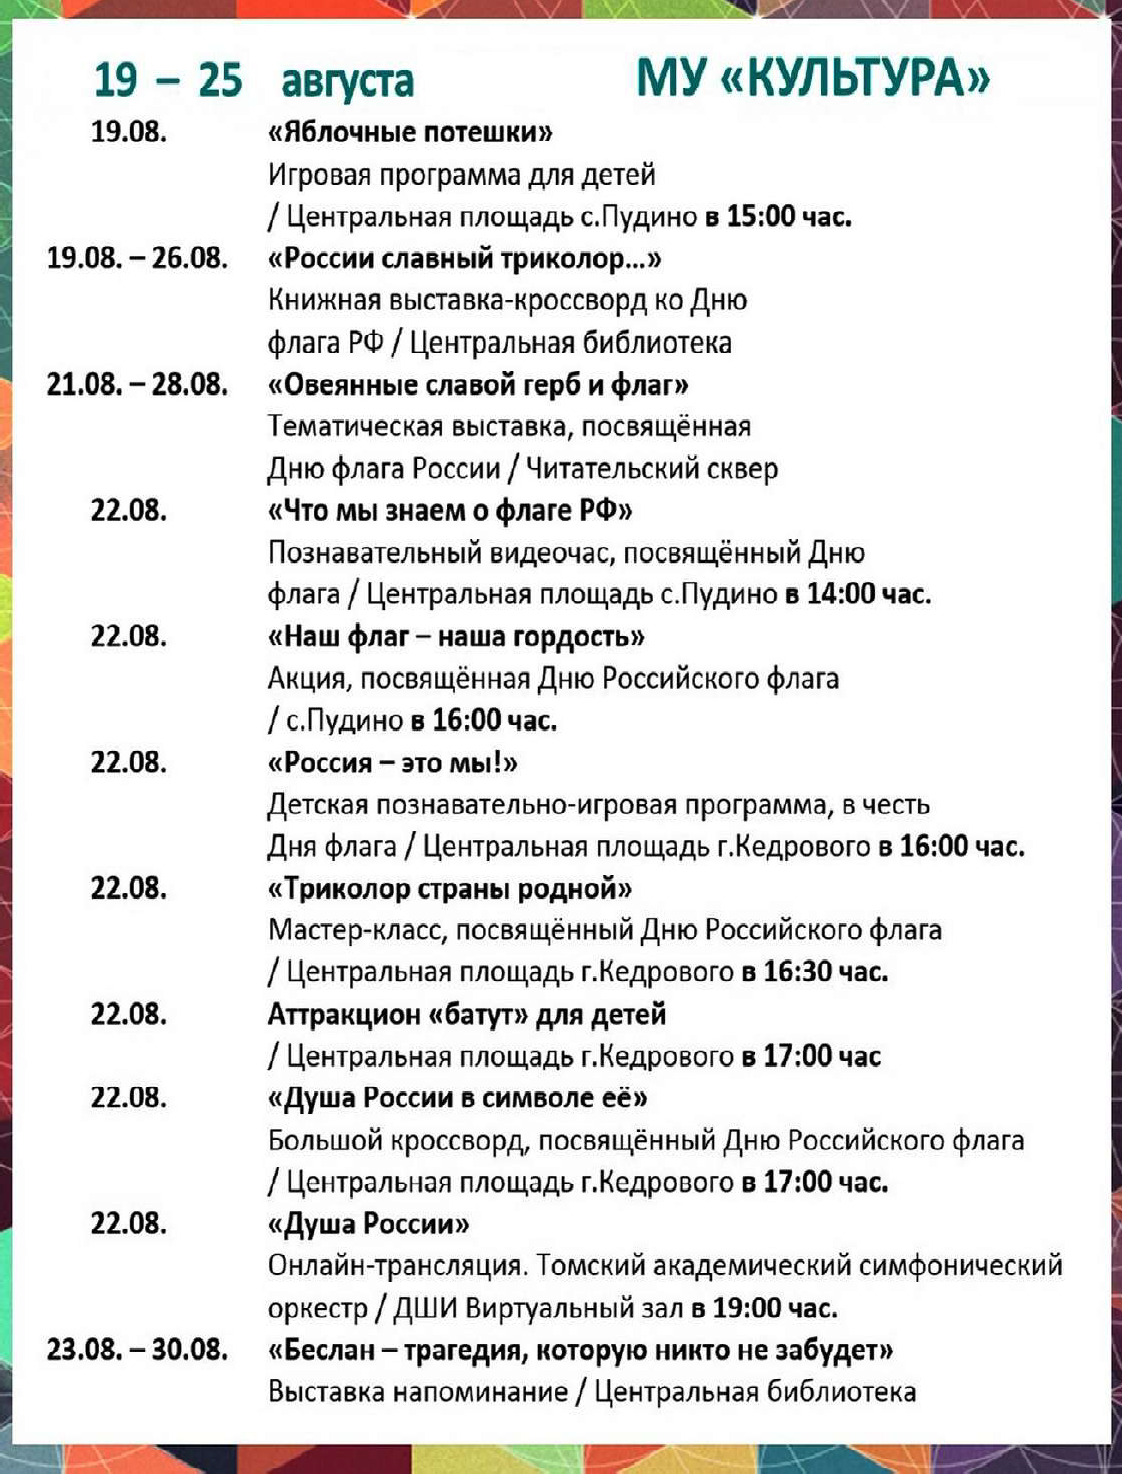 19 – 25 августа МУ «КУЛЬТУРА»
19.08. «Яблочные потешки»
Игровая программа для детей
/ Центральная площадь с.Пудино в 15:00 час.
19.08. – 26.08. «России славный триколор...»
Книжная выставка-кроссворд ко Дню
флага РФ / Центральная библиотека
21.08. – 28.08. «Овеянные славой герб и флаг»
Тематическая выставка, посвящённая
Дню флага России / Читательский сквер
22.08. «Что мы знаем о флаге РФ»
Познавательный видеочас, посвящённый Дню
флага / Центральная площадь с.Пудино в 14:00 час.
22.08. «Наш флаг – наша гордость»
Акция, посвящённая Дню Российского флага
/ с.Пудино в 16:00 час.
22.08. «Россия – это мы!»
Детская познавательно-игровая программа, в честь
Дня флага / Центральная площадь г.Кедрового в 16:00 час.
22.08. «Триколор страны родной»
Мастер-класс, посвящённый Дню Российского флага
/ Центральная площадь г.Кедрового в 16:30 час.
22.08. Аттракцион «батут» для детей
/ Центральная площадь г.Кедрового в 17:00 час
22.08. «Душа России в символе её»
Большой кроссворд, посвящённый Дню Российского флага
/ Центральная площадь г.Кедрового в 17:00 час.
22.08. «Душа России»
Онлайн-трансляция. Томский академический симфонический
оркестр / ДШИ Виртуальный зал в 19:00 час.
23.08. – 30.08. «Беслан – трагедия, которую никто не забудет»
Выставка напоминание / Центральная библиотека